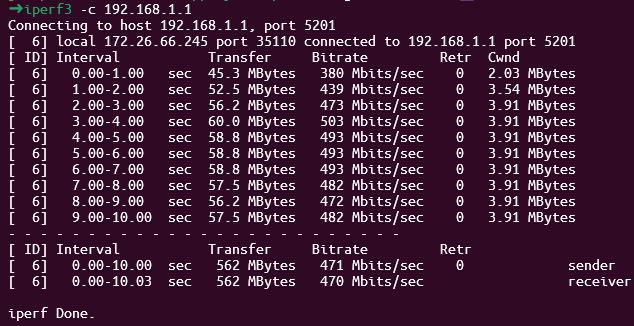 ➜iperf3 -c 192.168.1.1
Connecting to host 192.168.1.1, port 5201
[  6] local 172.26.66.245 port 35110 connected to 192.168.1.1 port 5201
[ ID] Interval           Transfer     Bitrate         Retr  Cwnd
[  6]   0.00-1.00   sec  45.3 MBytes   380 Mbits/sec    0   2.03 MBytes
[  6]   1.00-2.00   sec  52.5 MBytes   439 Mbits/sec    0   3.54 MBytes
[  6]   2.00-3.00   sec  56.2 MBytes   473 Mbits/sec    0   3.91 MBytes
[  6]   3.00-4.00   sec  60.0 MBytes   503 Mbits/sec    0   3.91 MBytes
[  6]   4.00-5.00   sec  58.8 MBytes   493 Mbits/sec    0   3.91 MBytes
[  6]   5.00-6.00   sec  58.8 MBytes   493 Mbits/sec    0   3.91 MBytes
[  6]   6.00-7.00   sec  58.8 MBytes   493 Mbits/sec    0   3.91 MBytes
[  6]   7.00-8.00   sec  57.5 MBytes   482 Mbits/sec    0   3.91 MBytes
[  6]   8.00-9.00   sec  56.2 MBytes   472 Mbits/sec    0   3.91 MBytes
[  6]   9.00-10.00  sec  57.5 MBytes   482 Mbits/sec    0   3.91 MBytes
- - - - - - - - - - - - - - - - - - - - - - - - -
[ ID] Interval           Transfer     Bitrate         Retr
[  6]   0.00-10.00  sec   562 MBytes   471 Mbits/sec    0             sender
[  6]   0.00-10.03  sec   562 MBytes   470 Mbits/sec                  receiver
iperf Done.